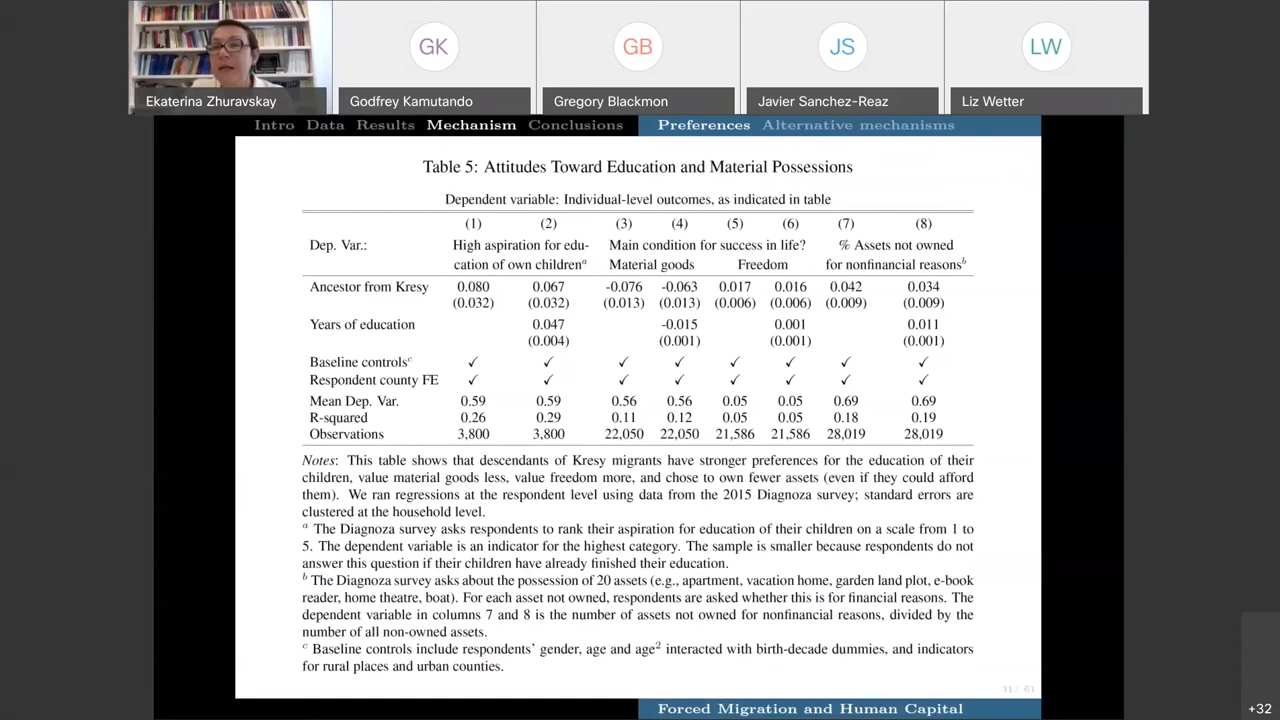 GK GB JS LW
Ekaterina Zhuravskay Godfrey Kamutando Gregory Blackmon Javier Sanchez-Reaz Liz Wetter
Intro Data Results Mechanism Conclusions Preferences Alternative mechanisms
Table 5: Attitudes Toward Education and Material Possessions
Dependent variable: Individual-level outcomes, as indicated in table
(1) (2) (3) (4) (5) (6) (7) (8)
Dep. Var.: High aspiration for edu- Main condition for success in life? % Assets not owned
cation of own childrenᵃ Material goods Freedom for nonfinancial reasonsᵇ
Ancestor from Kresy 0.080 0.067 -0.076 -0.063 0.017 0.016 0.042 0.034
(0.032) (0.032) (0.013) (0.013) (0.006) (0.006) (0.009) (0.009)
Years of education 0.047 -0.015 0.001 0.011
(0.004) (0.001) (0.001) (0.001)
Baseline controlsᶜ ✓ ✓ ✓ ✓ ✓ ✓ ✓ ✓
Respondent county FE ✓ ✓ ✓ ✓ ✓ ✓ ✓ ✓
Mean Dep. Var. 0.59 0.59 0.56 0.56 0.05 0.05 0.69 0.69
R-squared 0.26 0.29 0.11 0.12 0.05 0.05 0.18 0.19
Observations 3,800 3,800 22,050 22,050 21,586 21,586 28,019 28,019
Notes: This table shows that descendants of Kresy migrants have stronger preferences for the education of their
children, value material goods less, value freedom more, and chose to own fewer assets (even if they could afford
them). We ran regressions at the respondent level using data from the 2015 Diagnoza survey; standard errors are
clustered at the household level.
ᵃ The Diagnoza survey asks respondents to rank their aspiration for education of their children on a scale from 1 to
5. The dependent variable is an indicator for the highest category. The sample is smaller because respondents do not
answer this question if their children have already finished their education.
ᵇ The Diagnoza survey asks about the possession of 20 assets (e.g., apartment, vacation home, garden land plot, e-book
reader, home theatre, boat). For each asset not owned, respondents are asked whether this is for financial reasons. The
dependent variable in columns 7 and 8 is the number of assets not owned for nonfinancial reasons, divided by the
number of all non-owned assets.
ᶜ Baseline controls include respondents' gender, age and age² interacted with birth-decade dummies, and indicators
for rural places and urban counties.
31/ 61
Forced Migration and Human Capital
+32